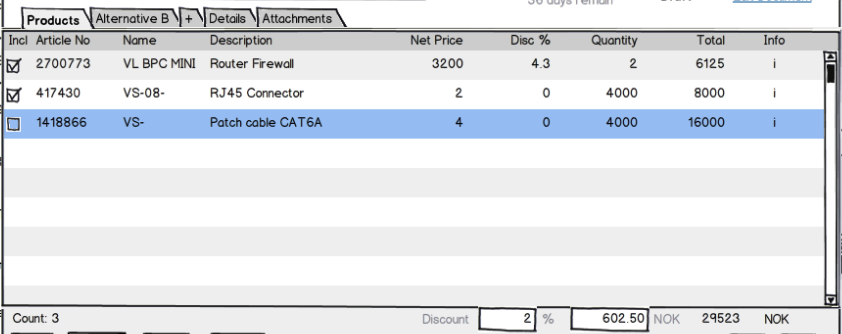 36 days remain
Products Alternative B + Details Attachments
Incl Article No Name Description Net Price Disc % Quantity Total Info
2700773 VL BPC MINI Router Firewall 3200 4.3 2 6125 i
417430 VS-08- RJ45 Connector 2 0 4000 8000 i
1418866 VS- Patch cable CAT6A 4 0 4000 16000 i
Count: 3 Discount 2 % 602.50 NOK 29523 NOK